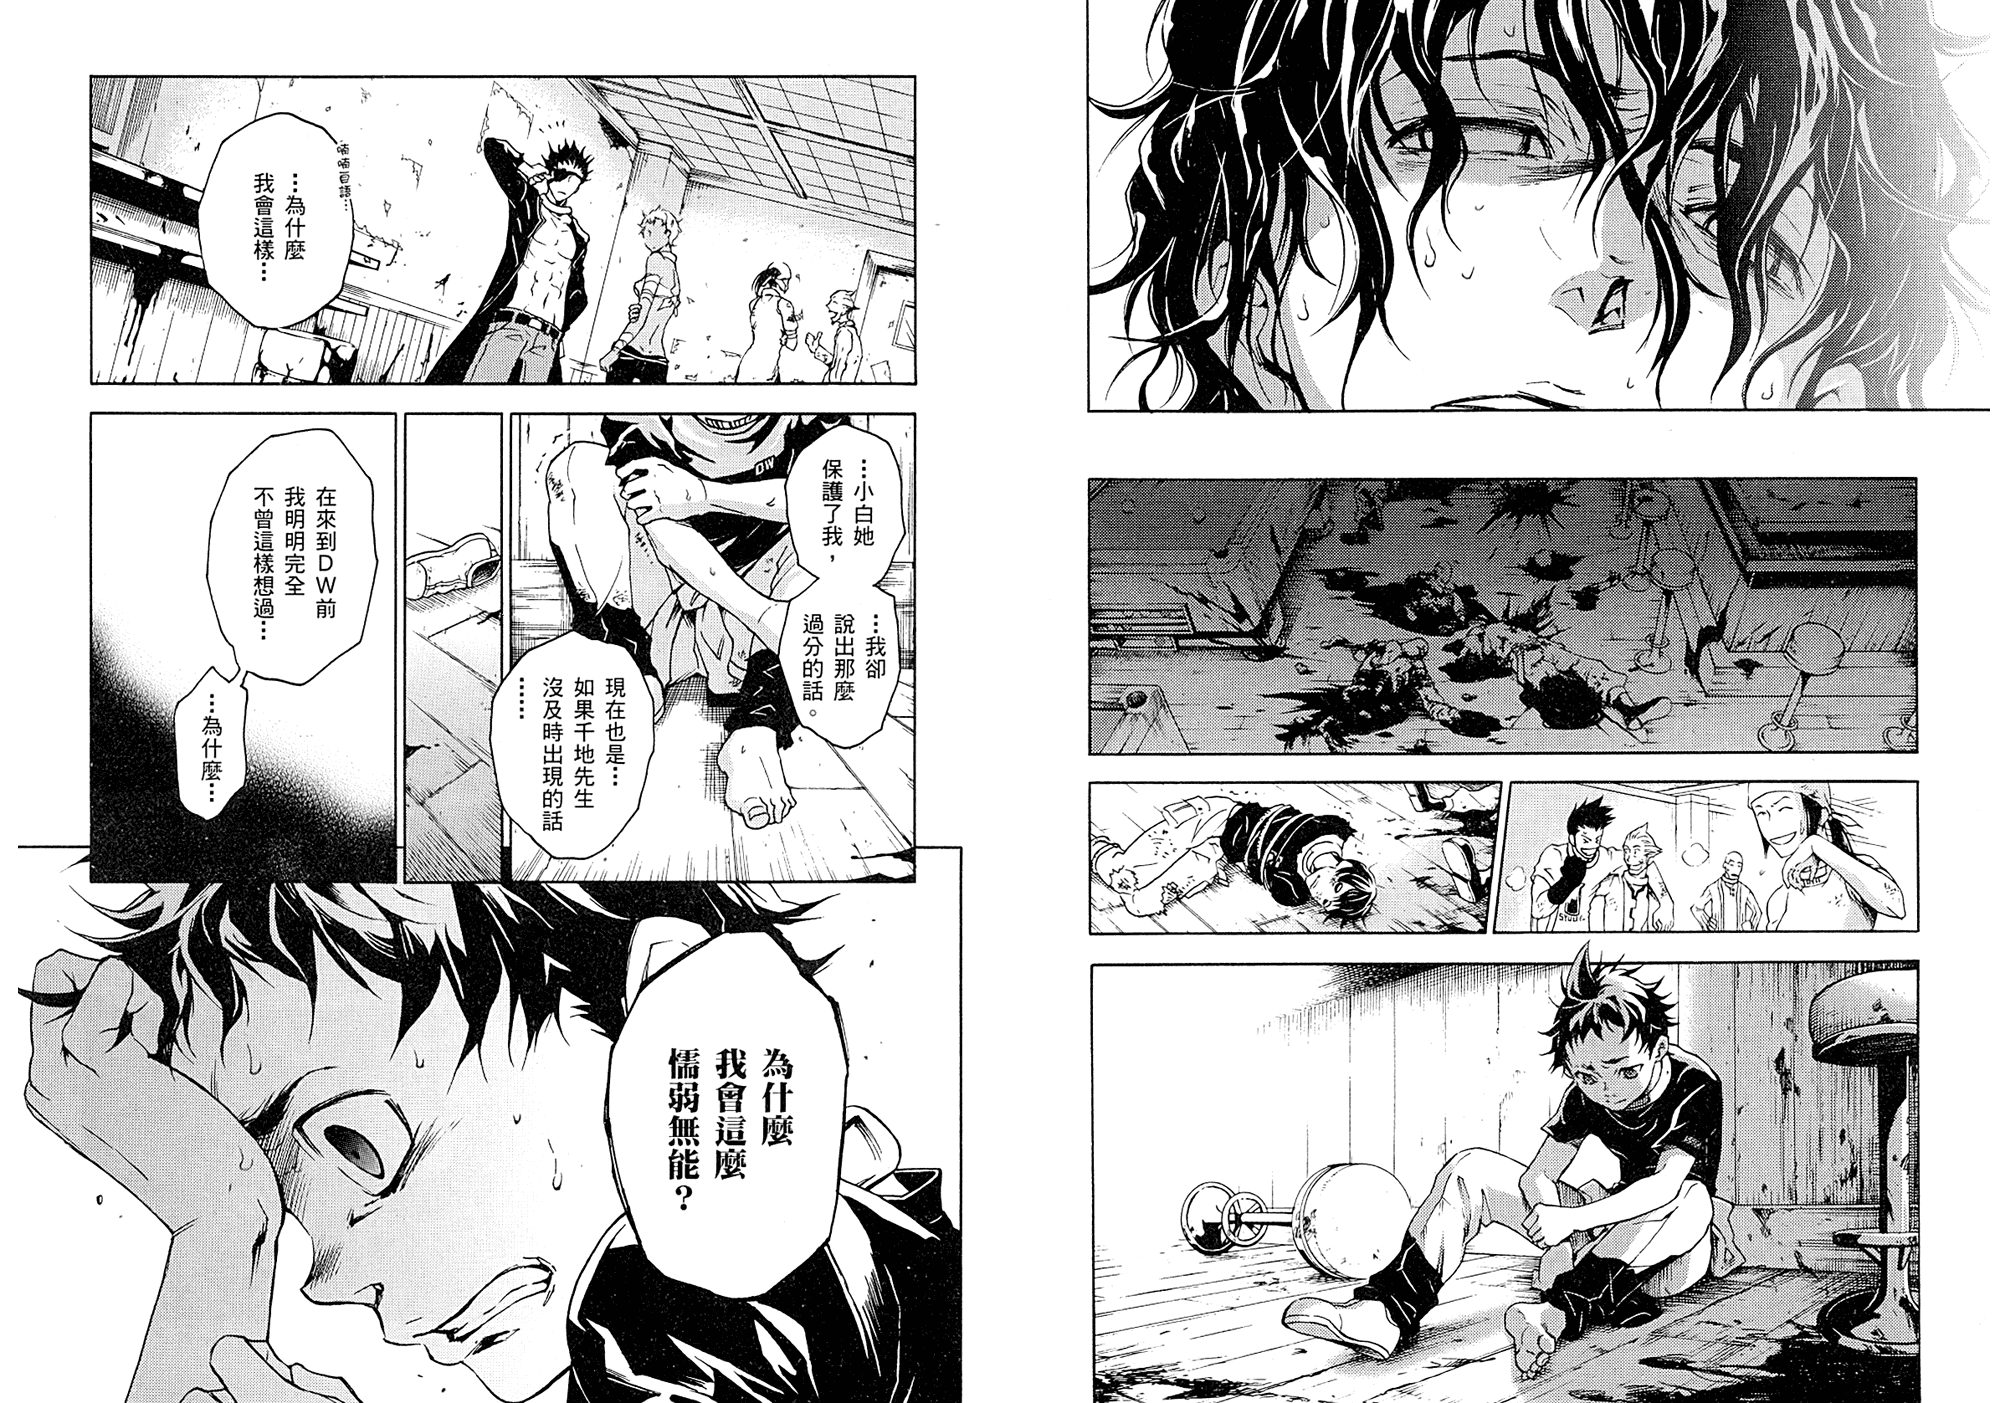 STUDY.
…為什麼
我會這樣…
喃喃自語…
DW
…小白她
保護了我，
…我卻
說出那麼
過分的話。
現在也是…
如果千地先生
沒及時出現的話
……
在來到DW前
我明明完全
不曾這樣想過…
…為什麼…
為什麼
我會這麼
懦弱無能？